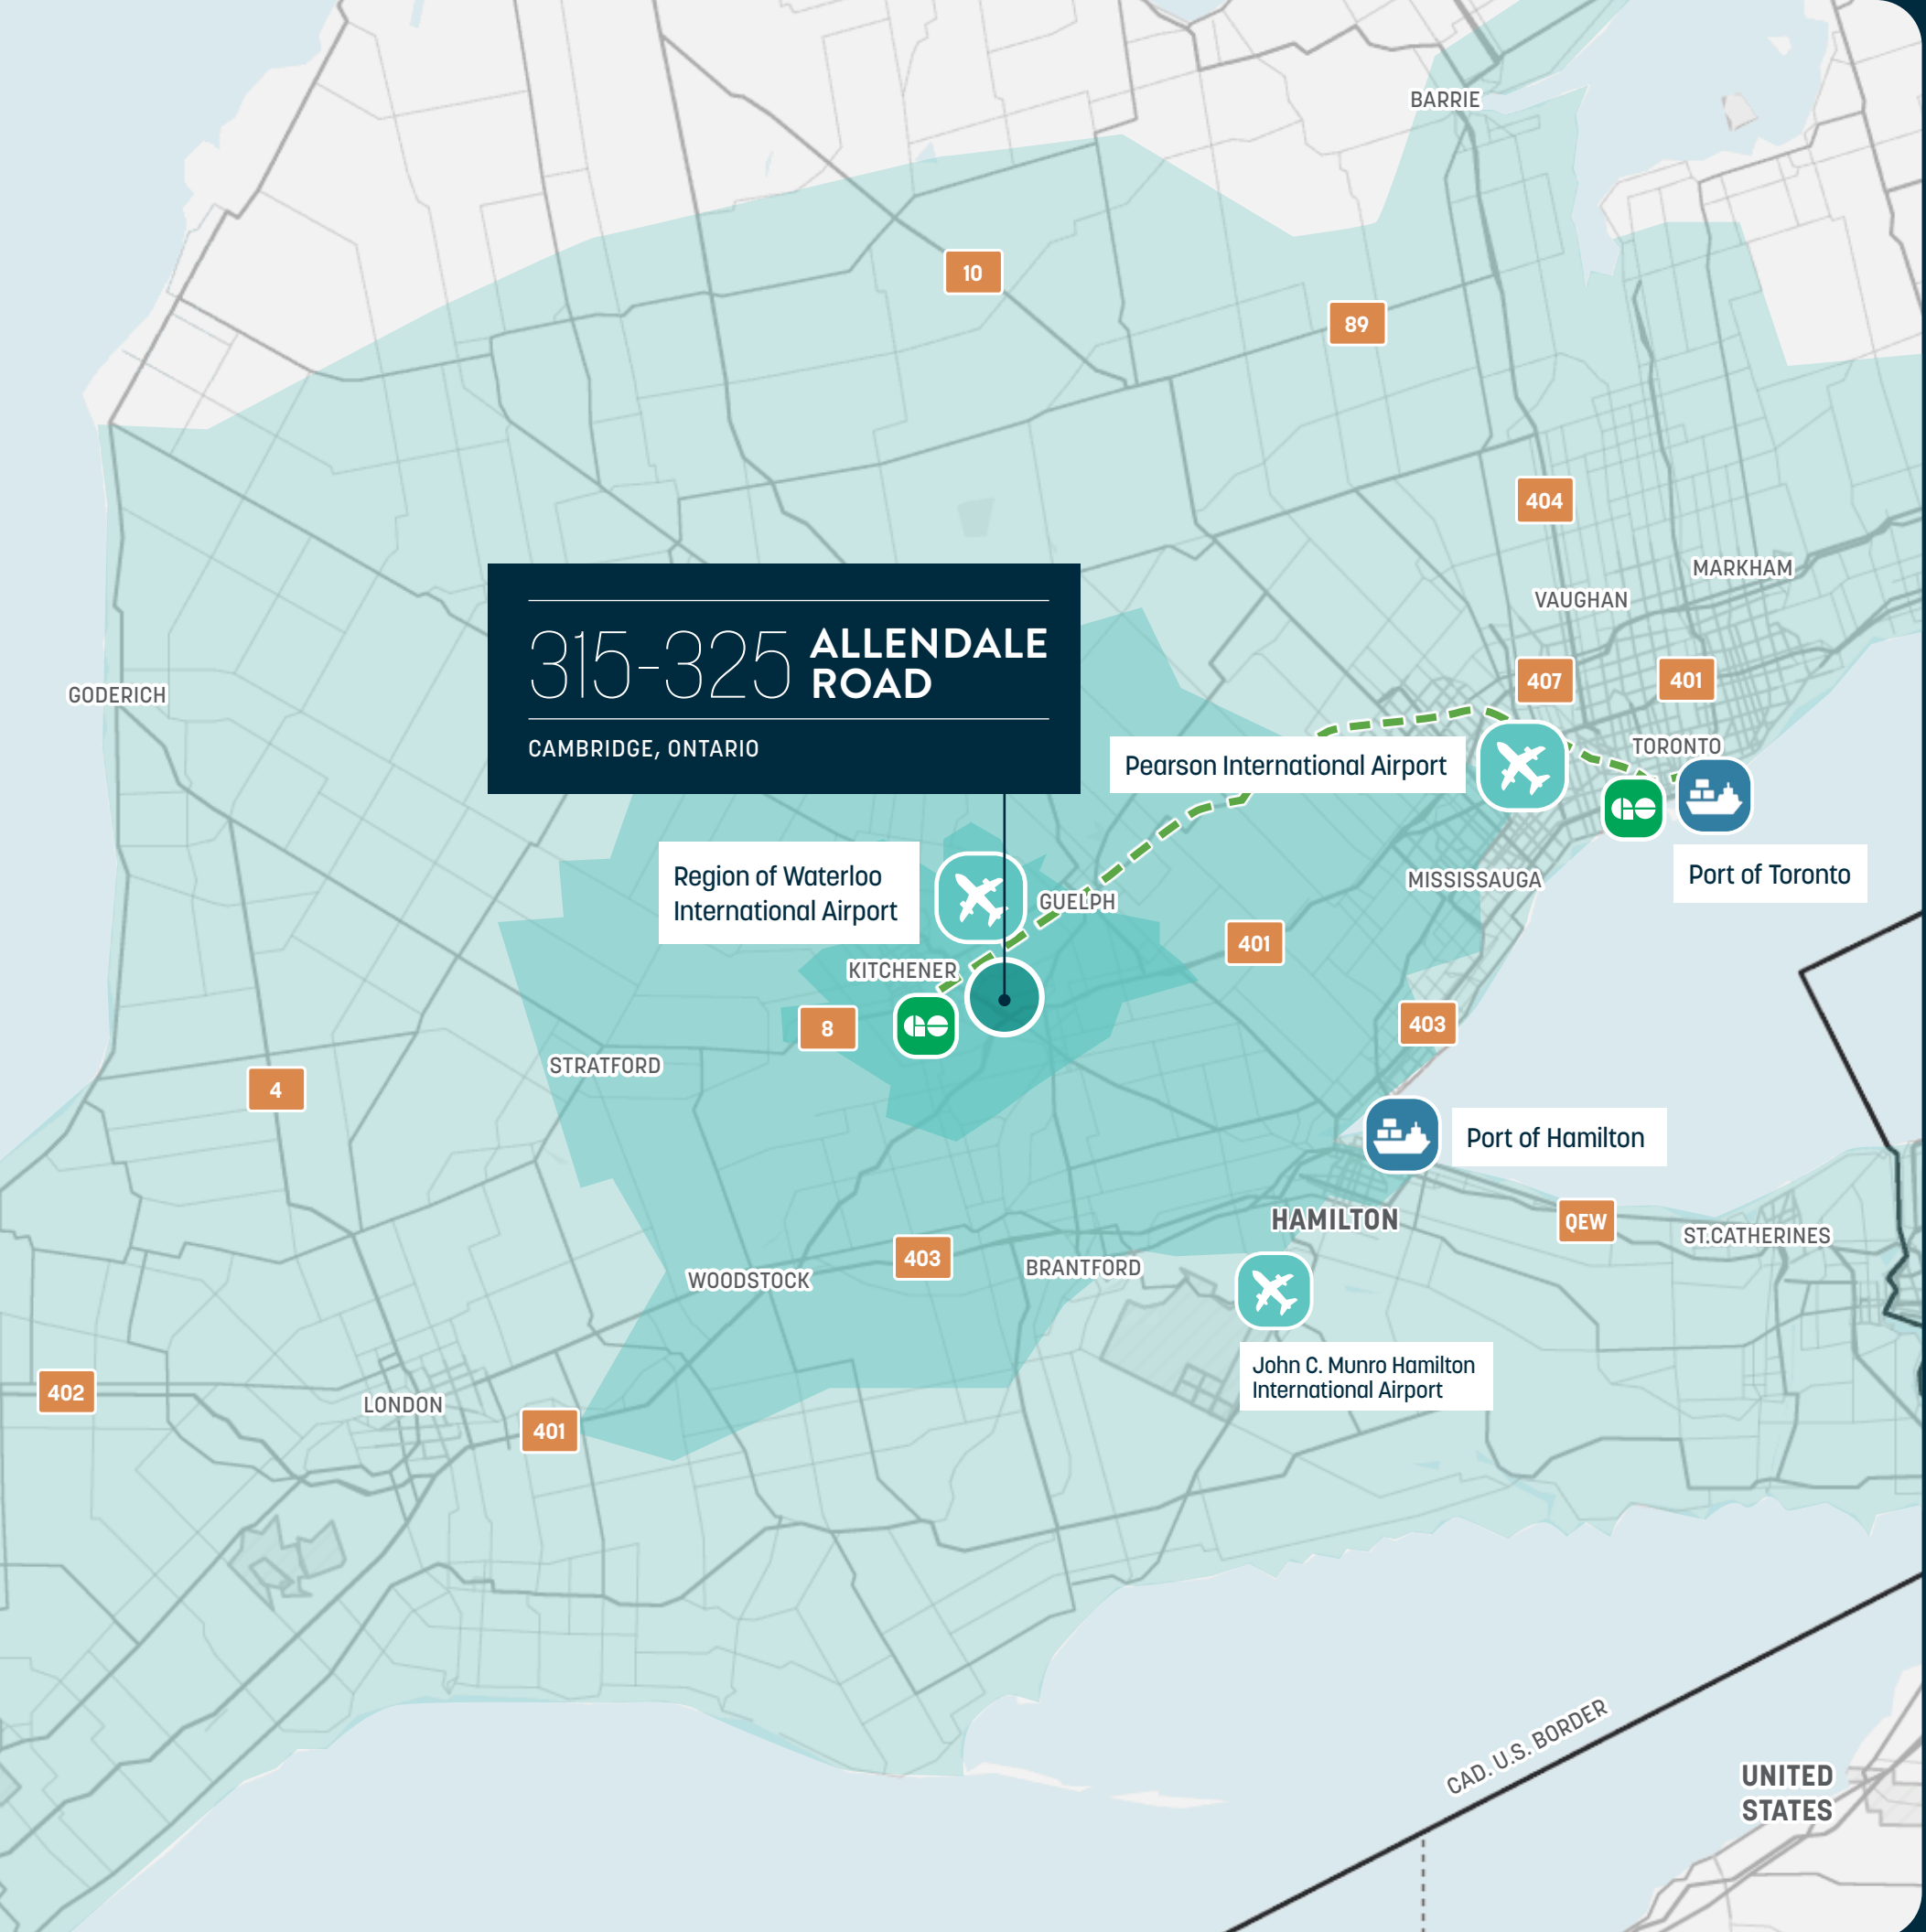 BARRIE
10
89
404
MARKHAM
VAUGHAN
315-325 ALLENDALE
ROAD
CAMBRIDGE, ONTARIO
407
401
GODERICH
TORONTO
Pearson International Airport
Port of Toronto
MISSISSAUGA
Region of Waterloo
International Airport
GUELPH
401
KITCHENER
8
403
STRATFORD
4
Port of Hamilton
HAMILTON
QEW
ST.CATHERINES
403
BRANTFORD
WOODSTOCK
John C. Munro Hamilton
International Airport
402
LONDON
401
CAD. U.S. BORDER
UNITED
STATES